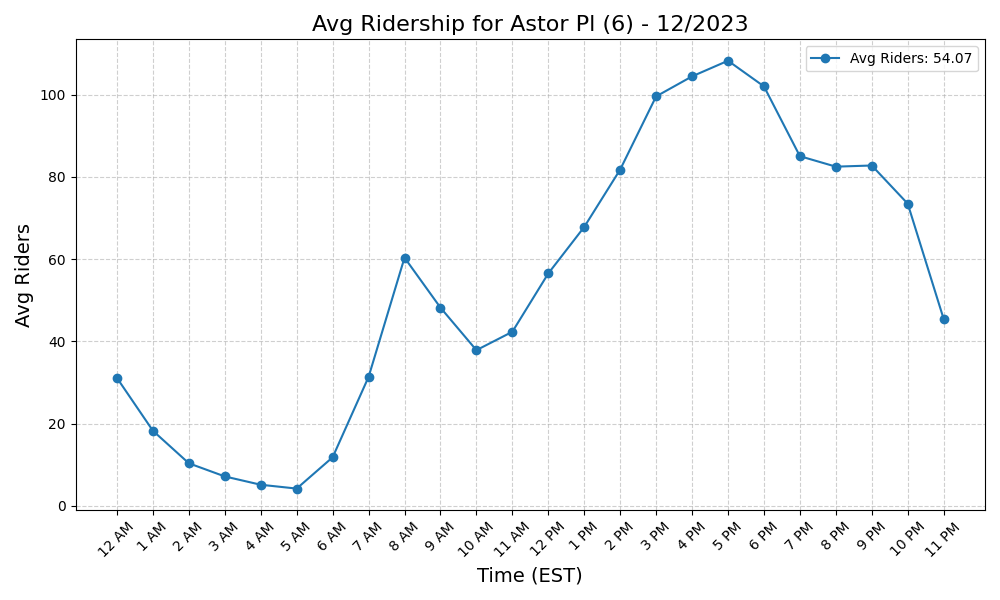 Avg Ridership for Astor Pl (6) - 12/2023
Avg Riders: 54.07
Avg Riders
100
80
60
40
20
0
12 AM
1 AM
2 AM
3 AM
4 AM
5 AM
6 AM
7 AM
8 AM
9 AM
10 AM
11 AM
12 PM
1 PM
2 PM
3 PM
4 PM
5 PM
6 PM
7 PM
8 PM
9 PM
10 PM
11 PM
Time (EST)